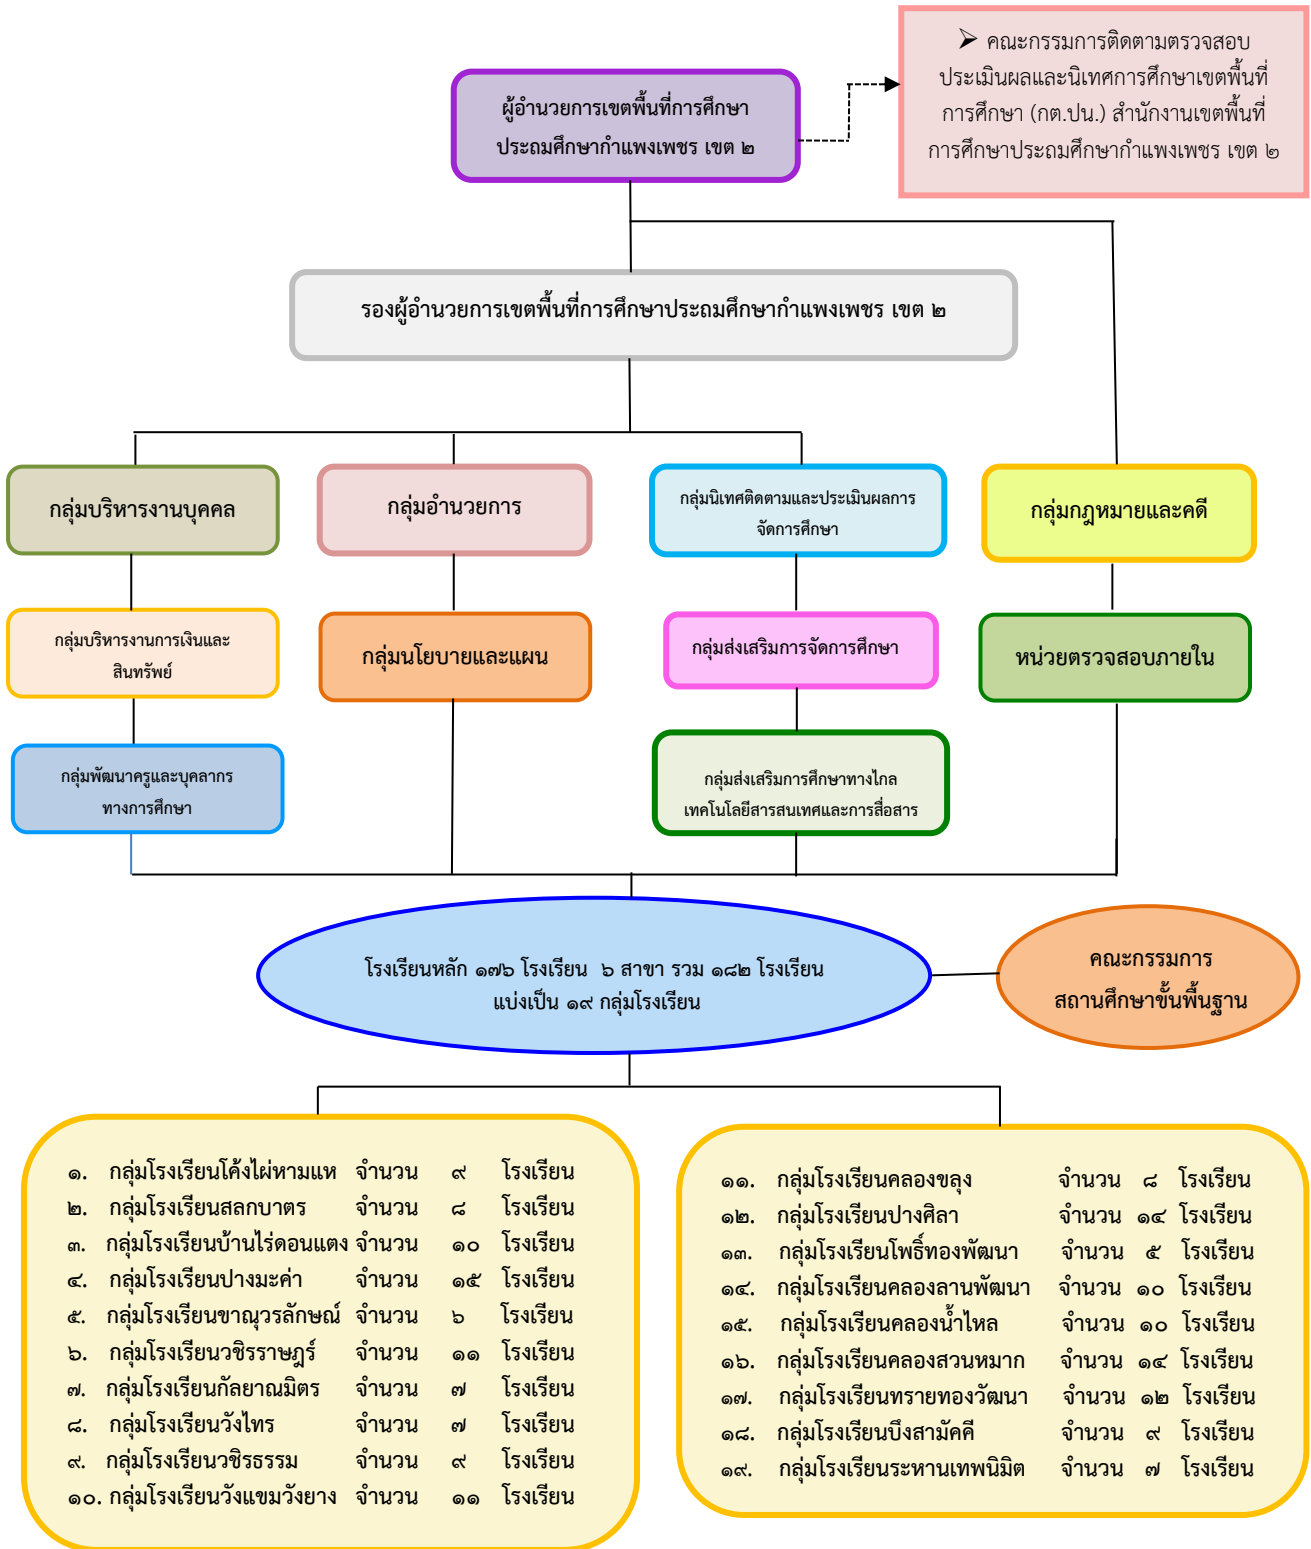 ➢ คณะกรรมการติดตามตรวจสอบ
ประเมินผลและนิเทศการศึกษาเขตพื้นที่
การศึกษา (กต.ปน.) สำนักงานเขตพื้นที่
การศึกษาประถมศึกษากำแพงเพชร เขต ๒
ผู้อำนวยการเขตพื้นที่การศึกษา
ประถมศึกษากำแพงเพชร เขต ๒
รองผู้อำนวยการเขตพื้นที่การศึกษาประถมศึกษากำแพงเพชร เขต ๒
กลุ่มบริหารงานบุคคล
กลุ่มอำนวยการ
กลุ่มนิเทศติดตามและประเมินผลการ
จัดการศึกษา
กลุ่มกฎหมายและคดี
กลุ่มบริหารงานการเงินและ
สินทรัพย์
กลุ่มนโยบายและแผน
กลุ่มส่งเสริมการจัดการศึกษา
หน่วยตรวจสอบภายใน
กลุ่มพัฒนาครูและบุคลากร
ทางการศึกษา
กลุ่มส่งเสริมการศึกษาทางไกล
เทคโนโลยีสารสนเทศและการสื่อสาร
โรงเรียนหลัก ๑๗๖ โรงเรียน ๖ สาขา รวม ๑๘๒ โรงเรียน
แบ่งเป็น ๑๙ กลุ่มโรงเรียน
คณะกรรมการ
สถานศึกษาขั้นพื้นฐาน
๑. กลุ่มโรงเรียนโค้งไผ่หามแห จำนวน ๙ โรงเรียน
๒. กลุ่มโรงเรียนสลกบาตร จำนวน ๘ โรงเรียน
๓. กลุ่มโรงเรียนบ้านไร่ดอนแตง จำนวน ๑๐ โรงเรียน
๔. กลุ่มโรงเรียนปางมะค่า จำนวน ๑๕ โรงเรียน
๕. กลุ่มโรงเรียนขาณุวรลักษณ์ จำนวน ๖ โรงเรียน
๖. กลุ่มโรงเรียนวชิรราษฎร์ จำนวน ๑๑ โรงเรียน
๗. กลุ่มโรงเรียนกัลยาณมิตร จำนวน ๗ โรงเรียน
๘. กลุ่มโรงเรียนวังไทร จำนวน ๗ โรงเรียน
๙. กลุ่มโรงเรียนวชิรธรรม จำนวน ๙ โรงเรียน
๑๐. กลุ่มโรงเรียนวังแขมวังยาง จำนวน ๑๑ โรงเรียน
๑๑. กลุ่มโรงเรียนคลองขลุง จำนวน ๘ โรงเรียน
๑๒. กลุ่มโรงเรียนปางศิลา จำนวน ๑๔ โรงเรียน
๑๓. กลุ่มโรงเรียนโพธิ์ทองพัฒนา จำนวน ๕ โรงเรียน
๑๔. กลุ่มโรงเรียนคลองลานพัฒนา จำนวน ๑๐ โรงเรียน
๑๕. กลุ่มโรงเรียนคลองน้ำไหล จำนวน ๑๐ โรงเรียน
๑๖. กลุ่มโรงเรียนคลองสวนหมาก จำนวน ๑๔ โรงเรียน
๑๗. กลุ่มโรงเรียนทรายทองวัฒนา จำนวน ๑๒ โรงเรียน
๑๘. กลุ่มโรงเรียนบึงสามัคคี จำนวน ๙ โรงเรียน
๑๙. กลุ่มโรงเรียนระหานเทพนิมิต จำนวน ๗ โรงเรียน